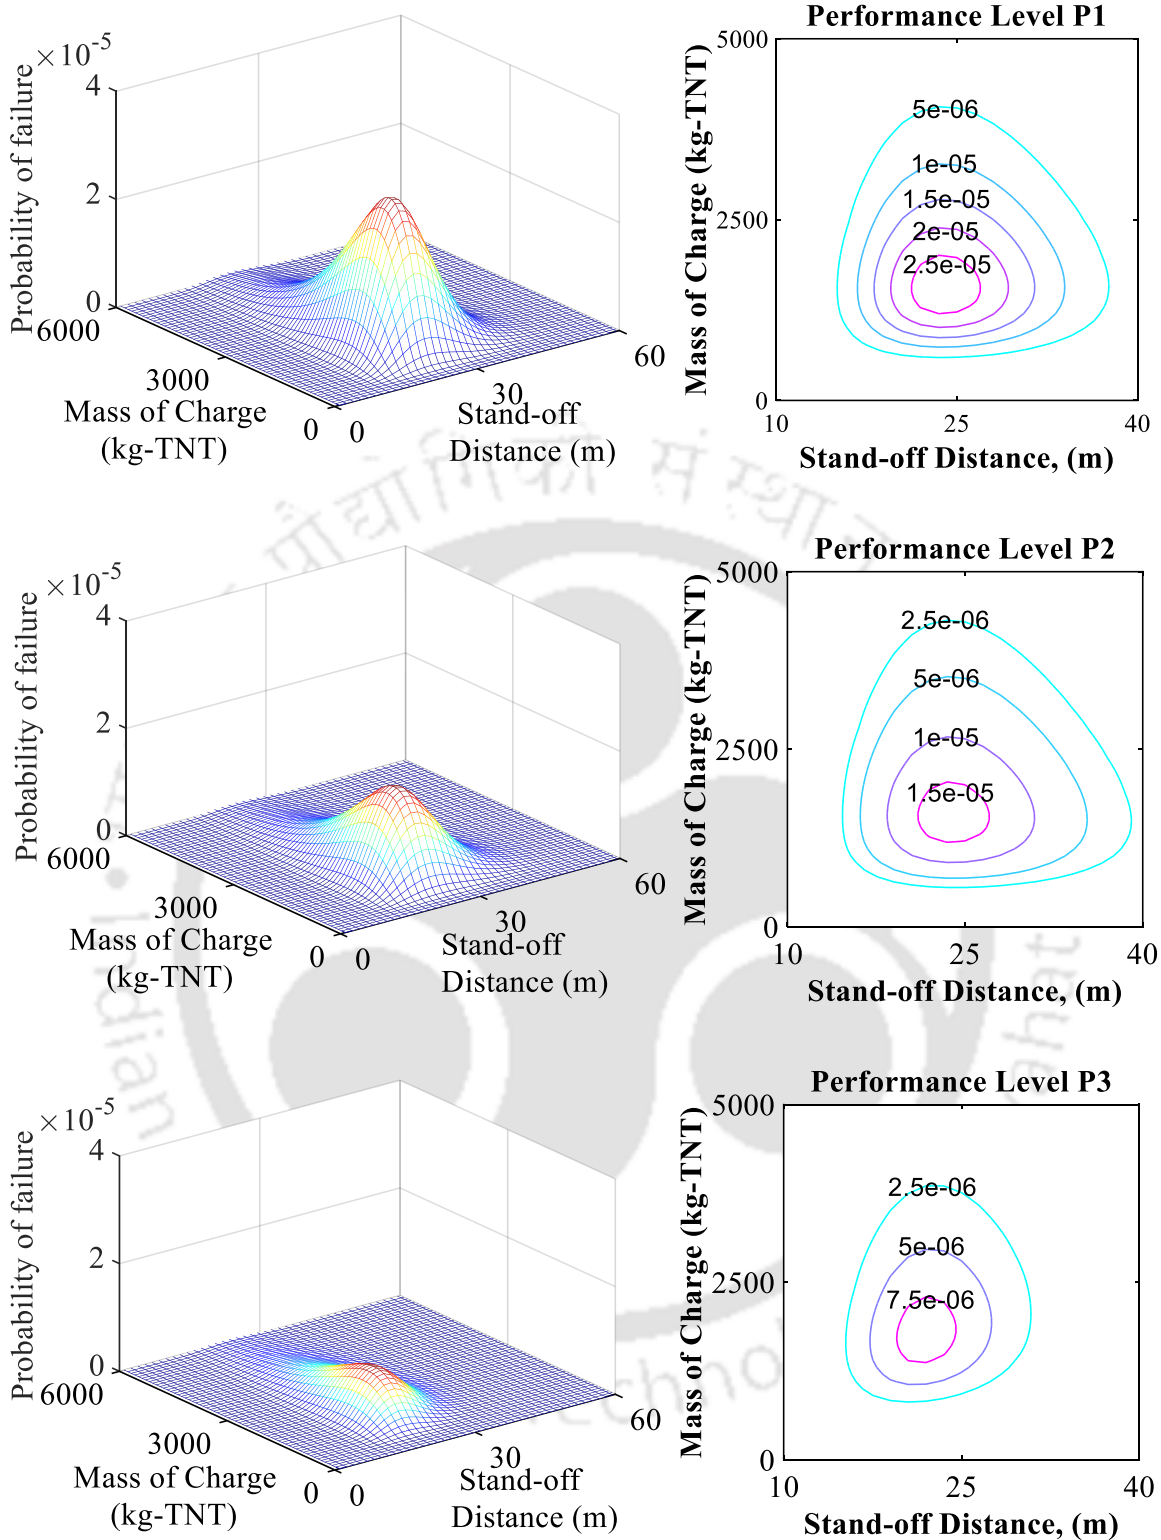 Performance Level P1
×10-5
4
2
0
Probability of failure
6000
3000
0
Mass of Charge
(kg-TNT)
0
30
60
Stand-off
Distance (m)
5000
2500
0
Mass of Charge (kg-TNT)
5e-06
1e-05
1.5e-05
2e-05
2.5e-05
10
25
40
Stand-off Distance, (m)
Performance Level P2
×10-5
4
2
0
Probability of failure
6000
3000
0
Mass of Charge
(kg-TNT)
0
30
60
Stand-off
Distance (m)
5000
2500
0
Mass of Charge (kg-TNT)
2.5e-06
5e-06
1e-05
1.5e-05
10
25
40
Stand-off Distance, (m)
Indian
Performance Level P3
×10-5
4
2
0
Probability of failure
6000
3000
0
Mass of Charge
(kg-TNT)
0
30
60
Stand-off
Distance (m)
5000
2500
0
Mass of Charge (kg-TNT)
2.5e-06
5e-06
7.5e-06
10
25
40
Stand-off Distance, (m)